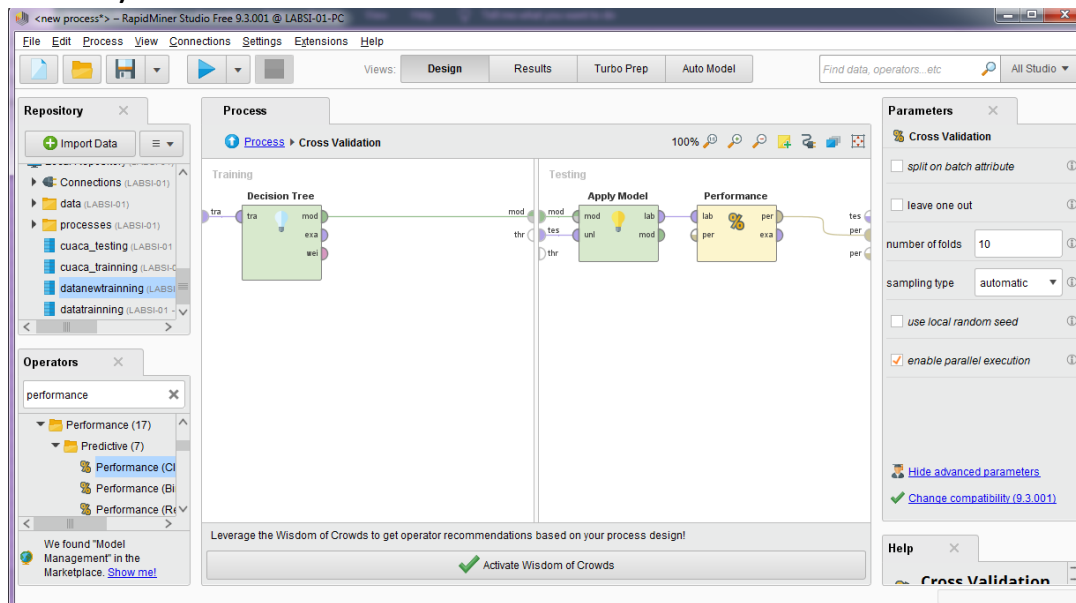 <new process*> – RapidMiner Studio Free 9.3.001 @ LABSI-01-PC
File Edit Process View Connections Settings Extensions Help
Views: Design Results Turbo Prep Auto Model
Find data, operators...etc
All Studio
Repository
Import Data
Connections (LABSI-01)
data (LABSI-01)
processes (LABSI-01)
cuaca_testing (LABSI-01
cuaca_trainning (LABSI-0
datanewtrainning (LABSI
datatrainning (LABSI-01 -
Operators
performance
Performance (17)
Predictive (7)
Performance (Cl
Performance (Bi
Performance (Re
We found "Model
Management" in the
Marketplace. Show me!
Process
Process Cross Validation
100%
Training
Decision Tree
tra
tra mod
exa
wei
mod
thr
Testing
Apply Model
Performance
mod
tes
thr
mod lab
unl mod
lab per
per exa
tes
per
per
Leverage the Wisdom of Crowds to get operator recommendations based on your process design!
Activate Wisdom of Crowds
Parameters
Cross Validation
split on batch attribute
leave one out
number of folds 10
sampling type automatic
use local random seed
enable parallel execution
Hide advanced parameters
Change compatibility (9.3.001)
Help
Cross Validation